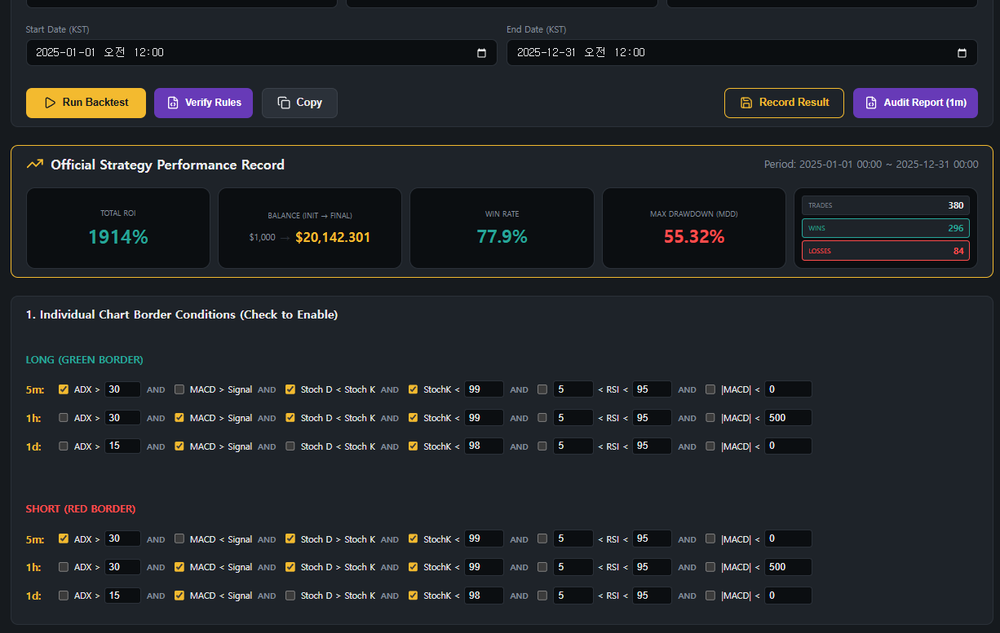 Start Date (KST) End Date (KST)
2025-01-01 오전 12:00 2025-12-31 오전 12:00
Run Backtest Verify Rules Copy Record Result Audit Report (1m)
Official Strategy Performance Record Period: 2025-01-01 00:00 ~ 2025-12-31 00:00
TOTAL ROI
1914%
BALANCE (INIT → FINAL)
$1,000 → $20,142.301
WIN RATE
77.9%
MAX DRAWDOWN (MDD)
55.32%
TRADES 380
WINS 296
LOSSES 84
1. Individual Chart Border Conditions (Check to Enable)
LONG (GREEN BORDER)
5m: ADX > 30 AND MACD > Signal AND Stoch D < Stoch K AND StochK < 99 AND 5 < RSI < 95 AND |MACD| < 0
1h: ADX > 30 AND MACD > Signal AND Stoch D < Stoch K AND StochK < 99 AND 5 < RSI < 95 AND |MACD| < 500
1d: ADX > 15 AND MACD > Signal AND Stoch D < Stoch K AND StochK < 98 AND 5 < RSI < 95 AND |MACD| < 0
SHORT (RED BORDER)
5m: ADX > 30 AND MACD < Signal AND Stoch D > Stoch K AND StochK < 99 AND 5 < RSI < 95 AND |MACD| < 0
1h: ADX > 30 AND MACD < Signal AND Stoch D > Stoch K AND StochK < 99 AND 5 < RSI < 95 AND |MACD| < 500
1d: ADX > 15 AND MACD < Signal AND Stoch D > Stoch K AND StochK < 98 AND 5 < RSI < 95 AND |MACD| < 0